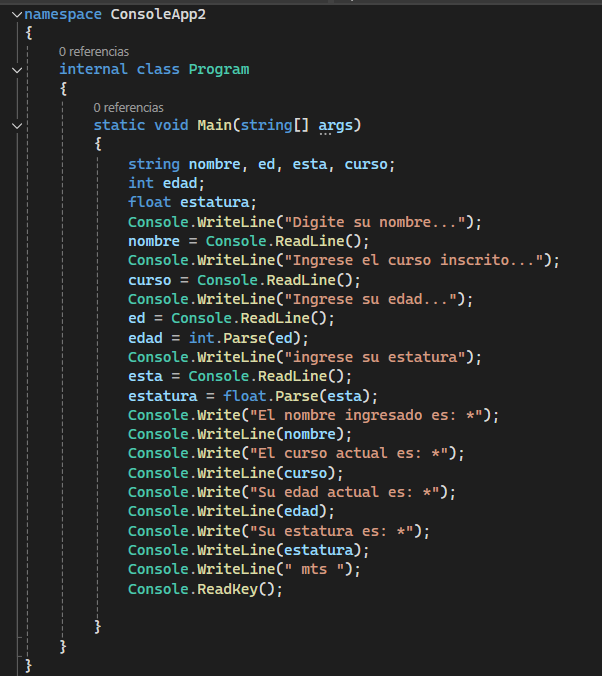 namespace ConsoleApp2
{
0 referencias
internal class Program
{
0 referencias
static void Main(string[] args)
{
string nombre, ed, esta, curso;
int edad;
float estatura;
Console.WriteLine("Digite su nombre...");
nombre = Console.ReadLine();
Console.WriteLine("Ingrese el curso inscrito...");
curso = Console.ReadLine();
Console.WriteLine("Ingrese su edad...");
ed = Console.ReadLine();
edad = int.Parse(ed);
Console.WriteLine("ingrese su estatura");
esta = Console.ReadLine();
estatura = float.Parse(esta);
Console.Write("El nombre ingresado es: *");
Console.WriteLine(nombre);
Console.Write("El curso actual es: *");
Console.WriteLine(curso);
Console.Write("Su edad actual es: *");
Console.WriteLine(edad);
Console.Write("Su estatura es: *");
Console.WriteLine(estatura);
Console.WriteLine(" mts ");
Console.ReadKey();
}
}
}